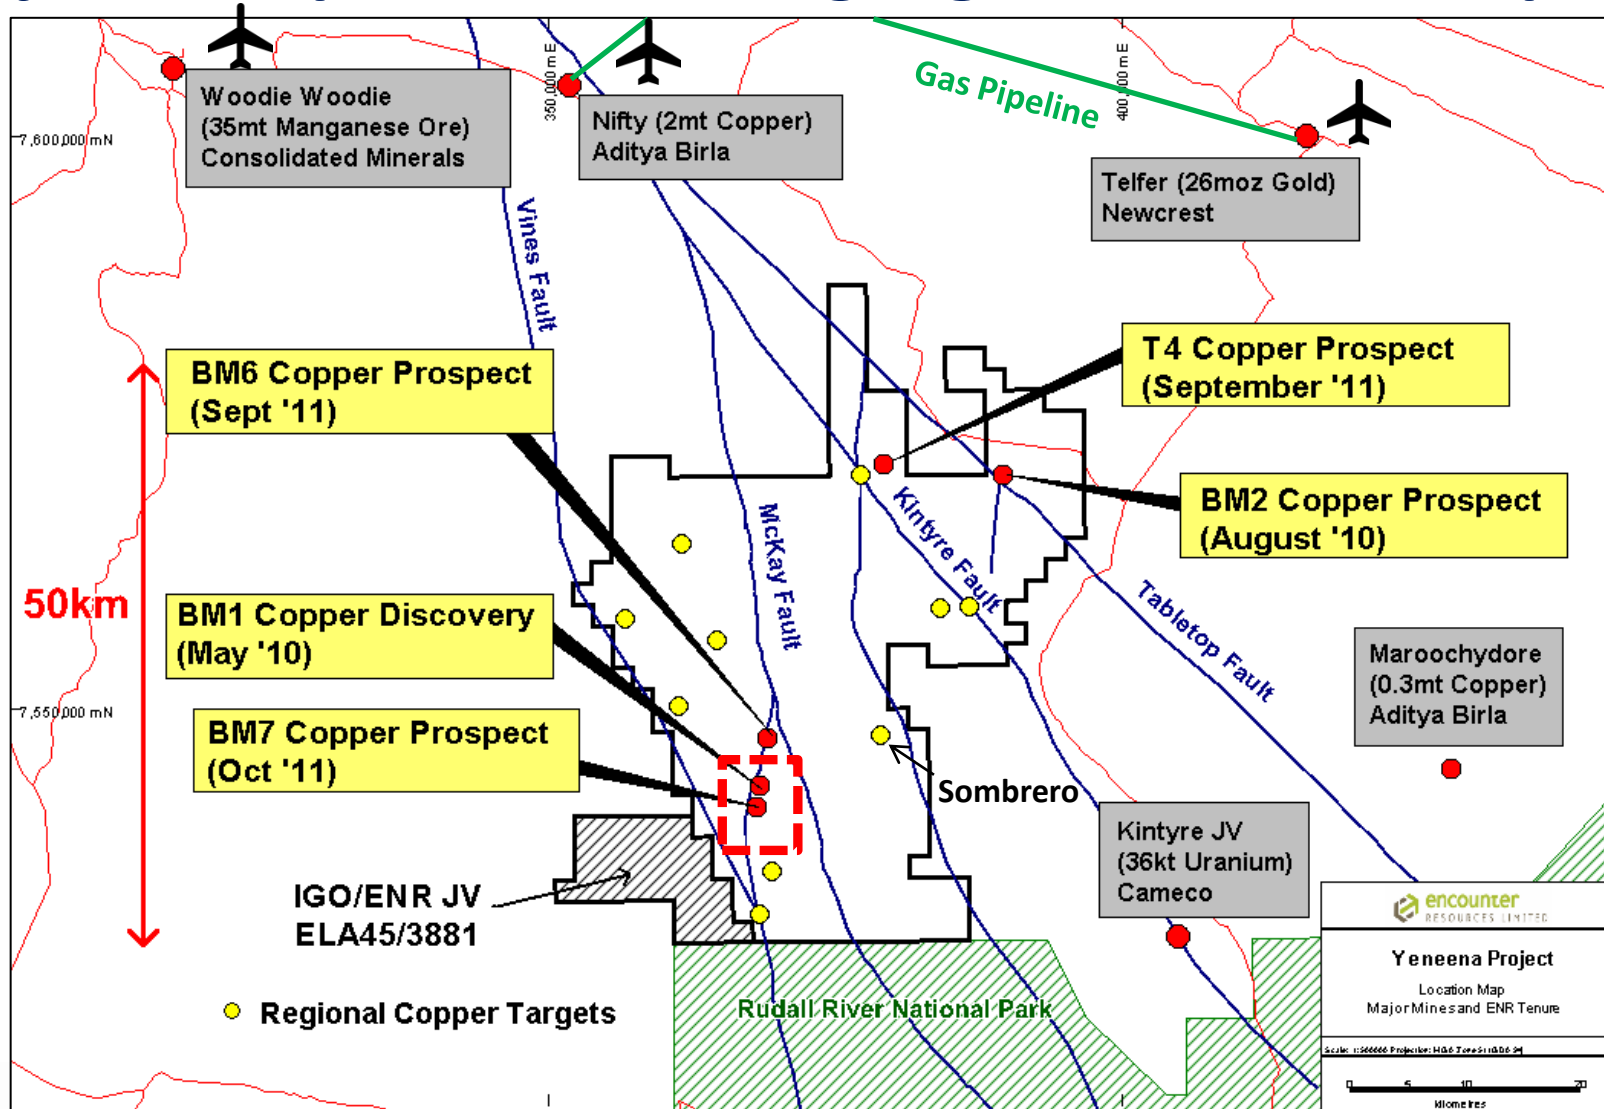 Gas Pipeline
350,000 mE
400,000 mE
Woodie Woodie
(35mt Manganese Ore)
Consolidated Minerals
Nifty (2mt Copper)
Aditya Birla
7,600,000 mN
Telfer (26moz Gold)
Newcrest
Vines Fault
BM6 Copper Prospect
(Sept '11)
T4 Copper Prospect
(September '11)
BM2 Copper Prospect
(August '10)
McKay Fault
Kintyre Fault
Tabletop Fault
50km
BM1 Copper Discovery
(May '10)
Maroochydore
(0.3mt Copper)
Aditya Birla
7,550,000 mN
BM7 Copper Prospect
(Oct '11)
Sombrero
Kintyre JV
(36kt Uranium)
Cameco
IGO/ENR JV
ELA45/3881
encounter
RESOURCES LIMITED
Yeneena Project
Location Map
Major Mines and ENR Tenure
Rudall River National Park
Regional Copper Targets
0 5 10 20
kilometres